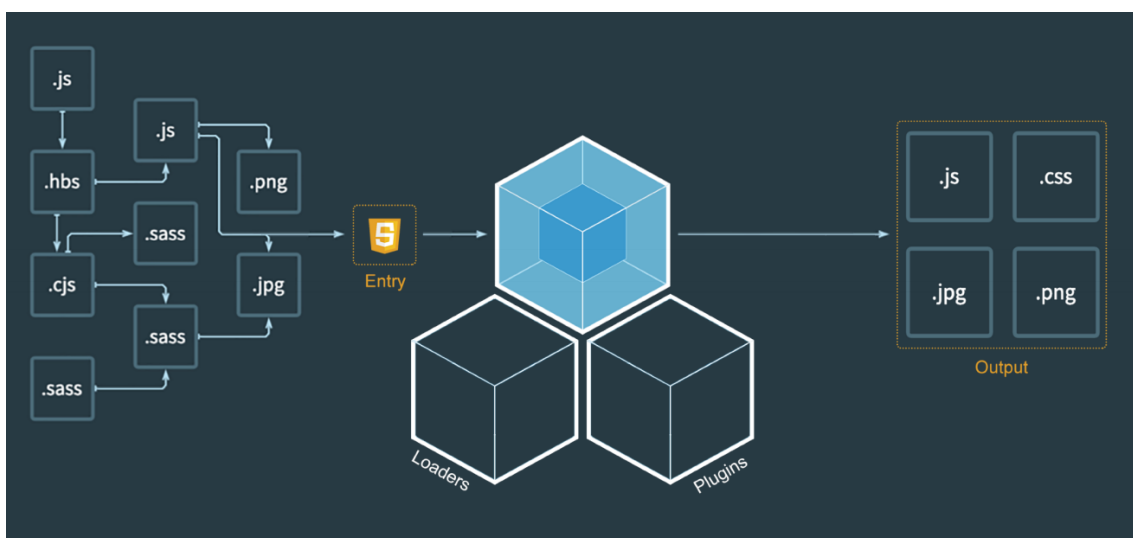 .js
.js
.hbs
.png
.sass
.cjs
.jpg
.sass
.sass
Entry
Loaders
Plugins
.js
.css
.jpg
.png
Output